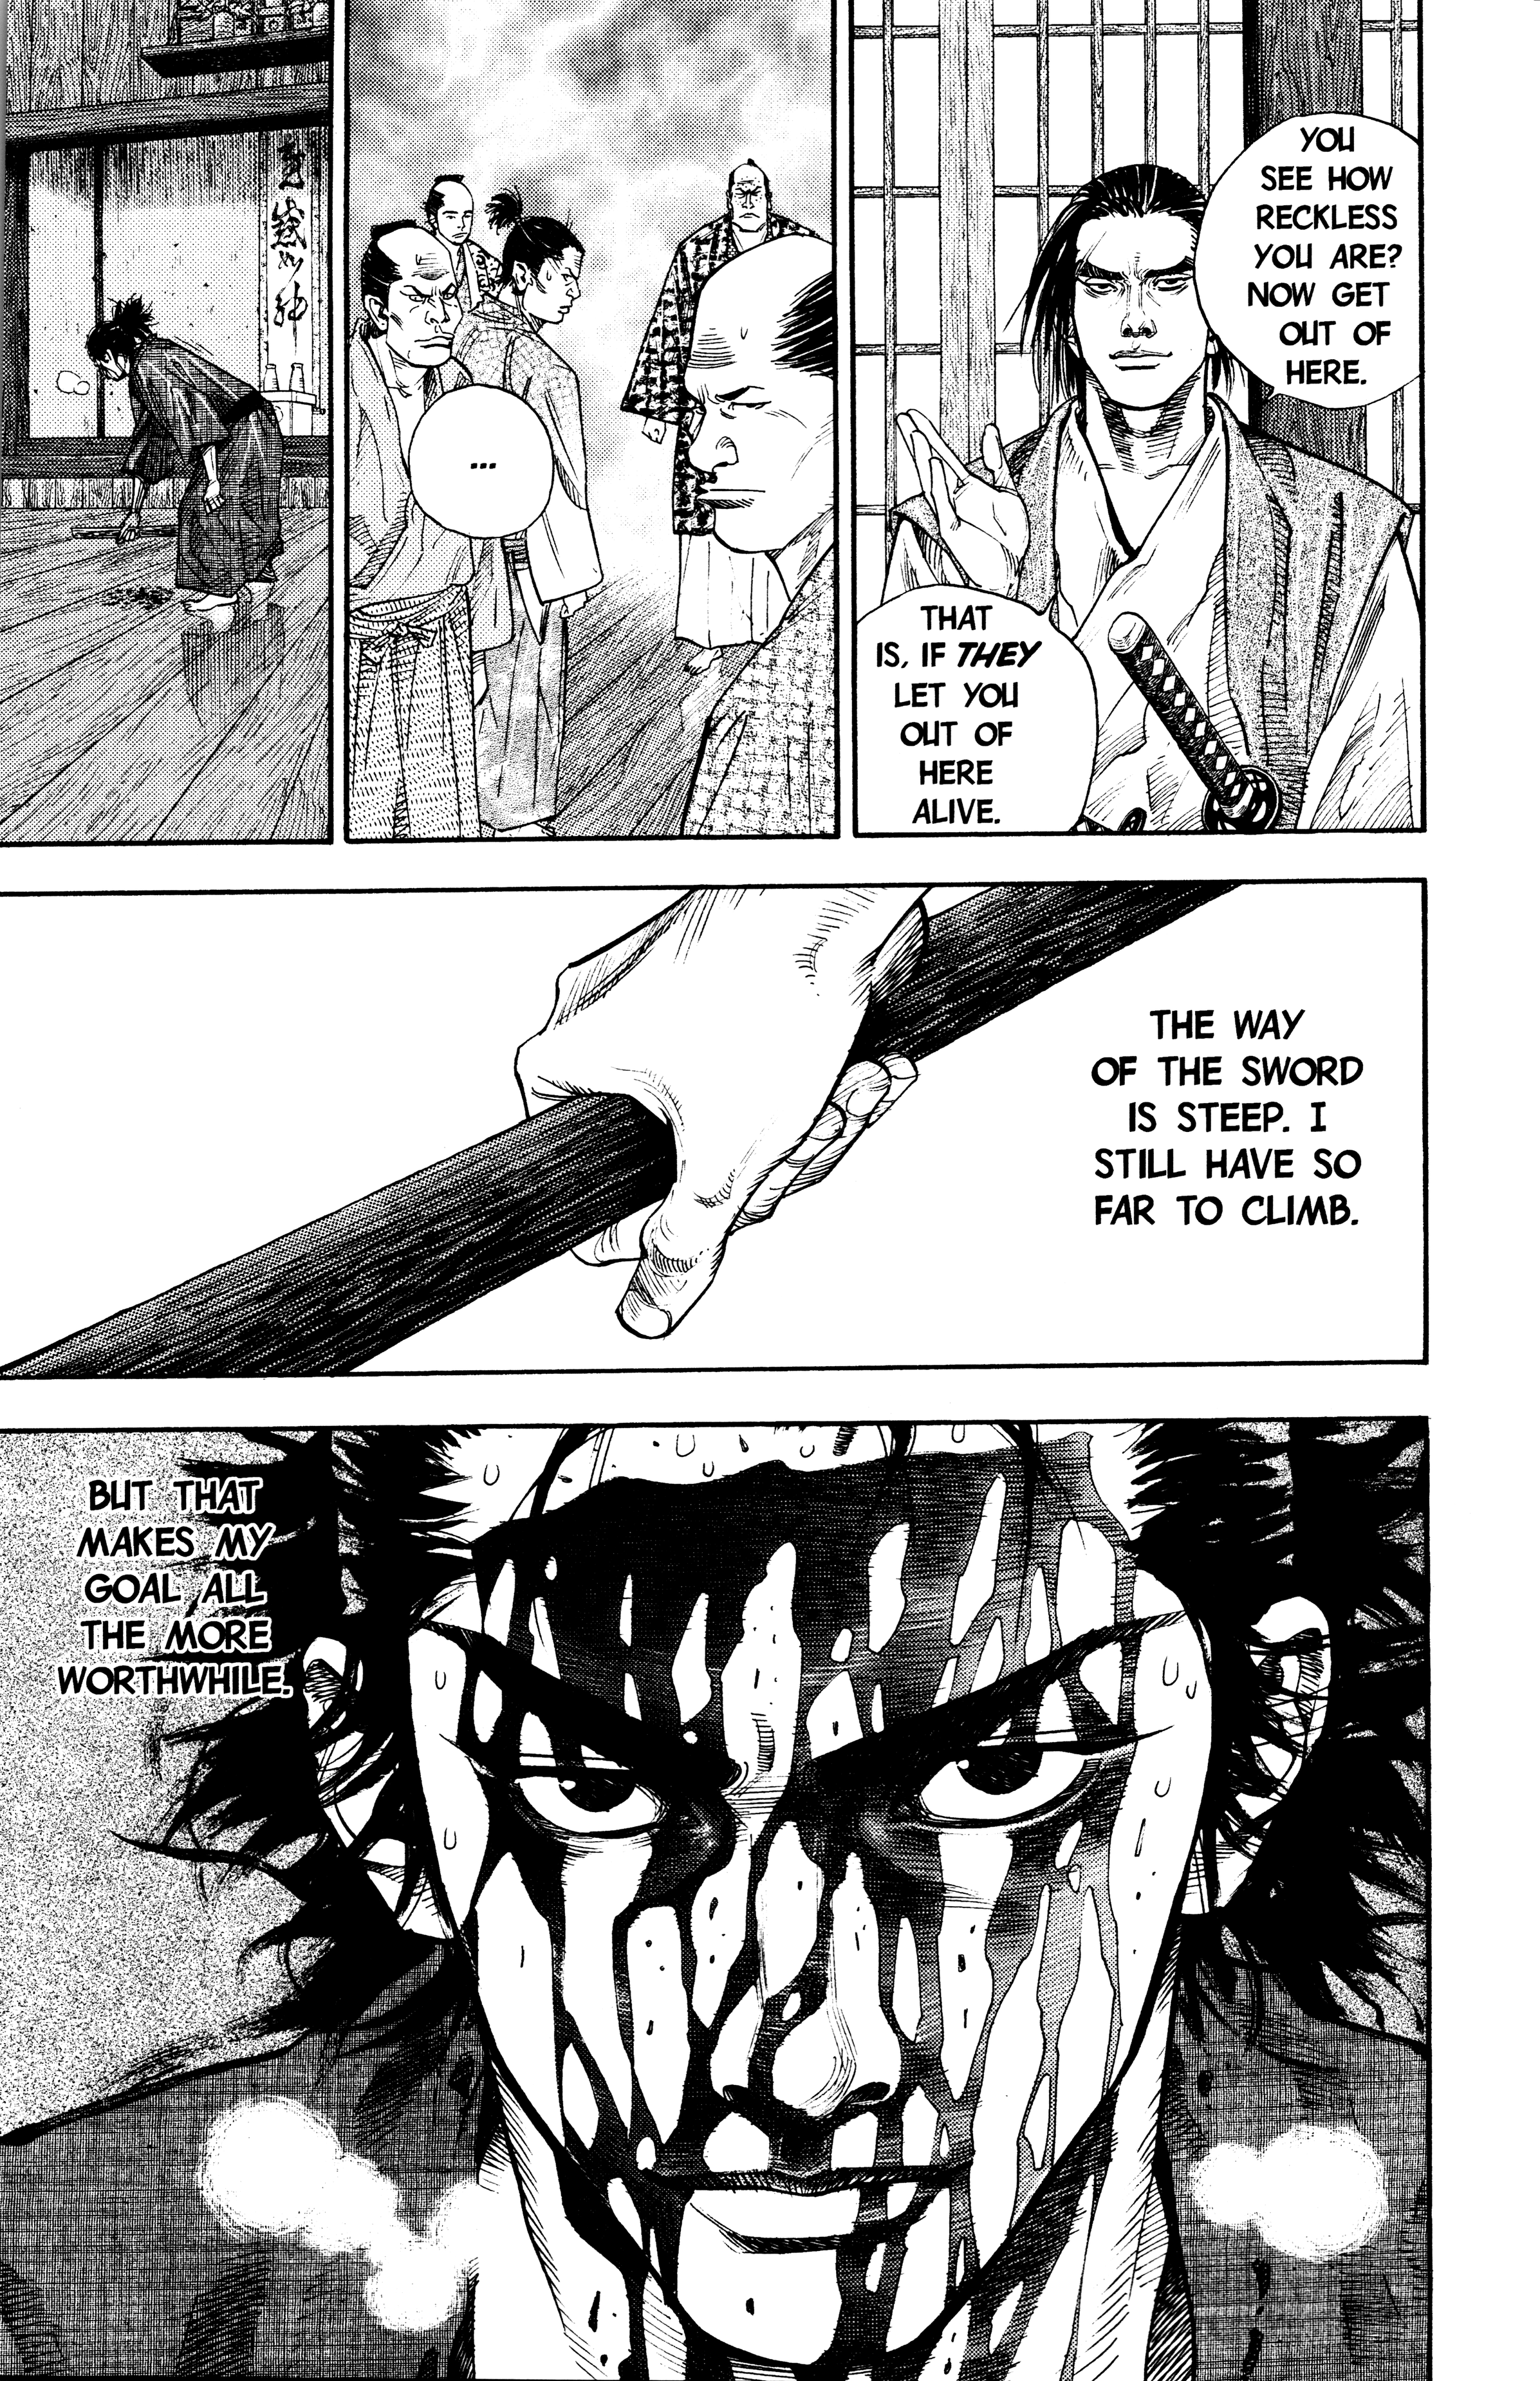 YOU
SEE HOW
RECKLESS
YOU ARE?
NOW GET
OUT OF
HERE.
THAT
IS, IF THEY
LET YOU
OUT OF
HERE
ALIVE.
...
THE WAY
OF THE SWORD
IS STEEP. I
STILL HAVE SO
FAR TO CLIMB.
BUT THAT
MAKES MY
GOAL ALL
THE MORE
WORTHWHILE.